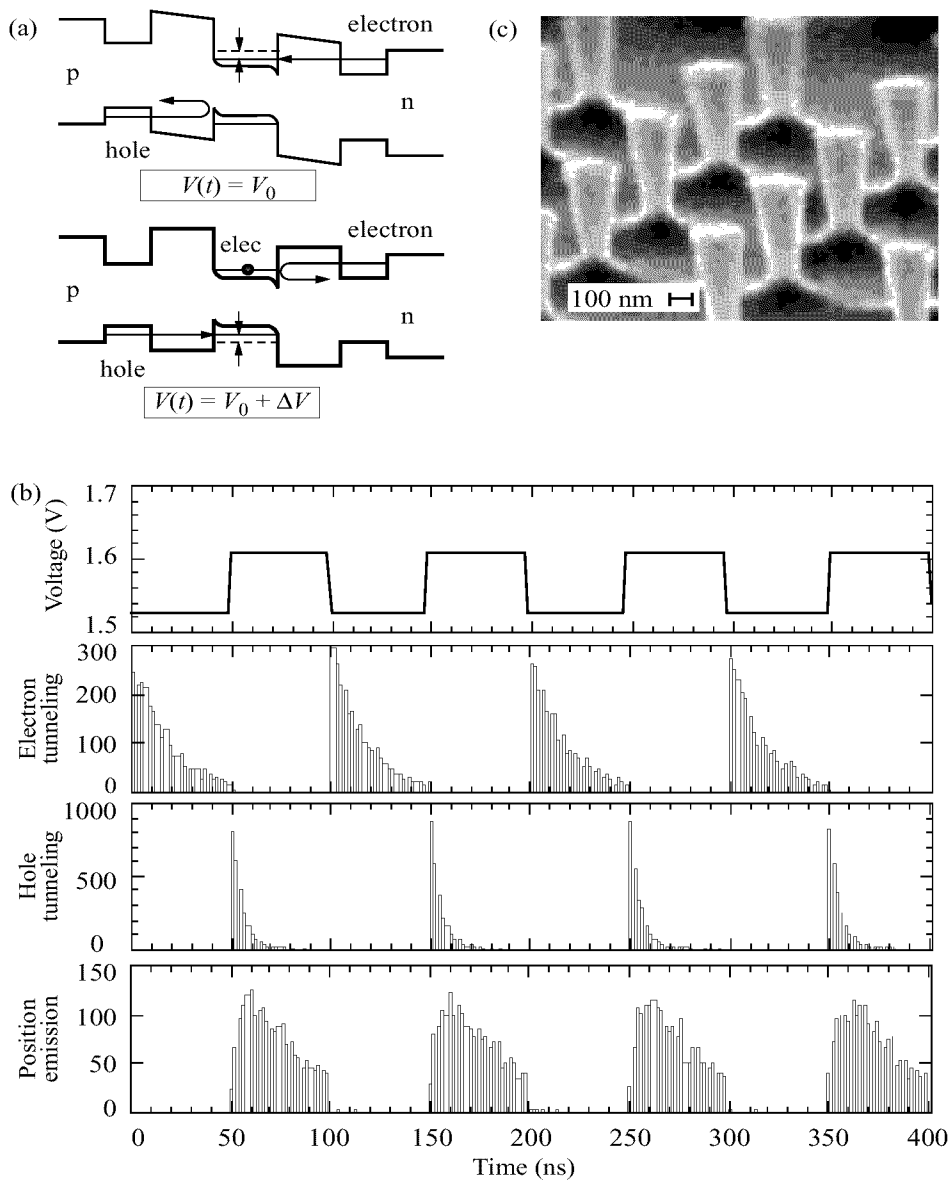 (a)
electron
p
n
hole
V(t) = V₀
elec
electron
p
n
hole
V(t) = V₀ + ΔV
(c)
100 nm
(b)
Voltage (V)
1.7
1.6
1.5
Electron tunneling
300
200
100
0
Hole tunneling
1000
500
0
Position emission
150
100
50
0
0 50 100 150 200 250 300 350 400
Time (ns)